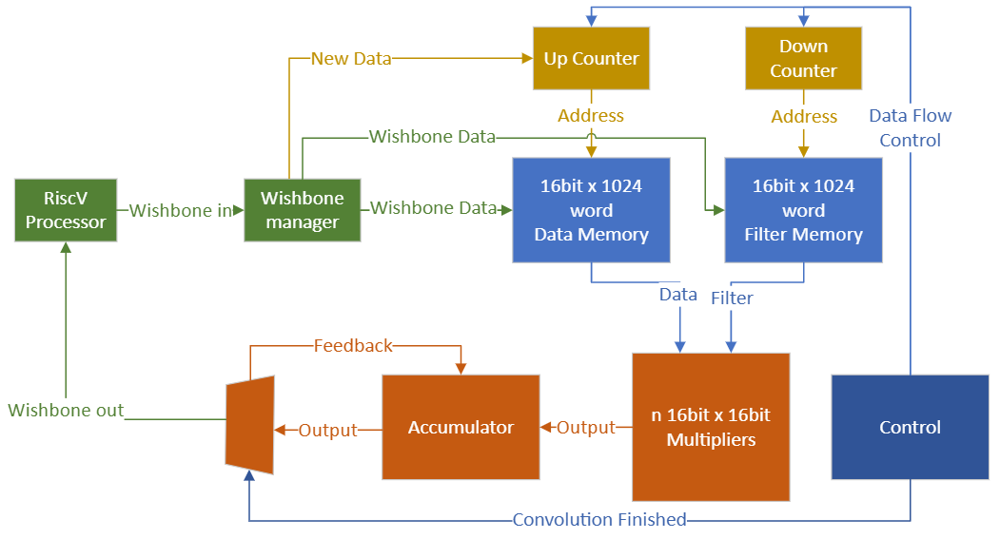 Up Counter
Down
Counter
New Data
Address
Address
Data Flow
Control
Wishbone Data
RiscV
Processor
Wishbone in
Wishbone
manager
Wishbone Data
16bit x 1024
word
Data Memory
16bit x 1024
word
Filter Memory
Data
Filter
Feedback
Wishbone out
Output
Accumulator
Output
n 16bit x 16bit
Multipliers
Control
Convolution Finished